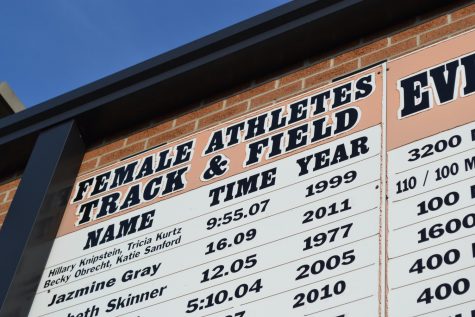 FEMALE ATHLETES
TRACK & FIELD
NAME TIME YEAR
Hillary Knipstein, Tricia Kurtz
Becky Obrecht, Katie Sanford 9:55.07 1999
Jazmine Gray 16.09 2011
12.05 1977
Skinner 5:10.04 2005
2010
3200
110 / 100 M
100
1600
400
400